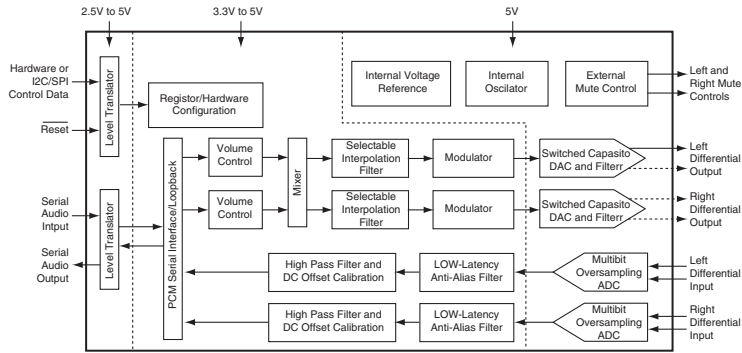 2.5V to 5V
3.3V to 5V
5V
Hardware or
I2C/SPI
Control Data
Reset
Level Translator
Registor/Hardware
Configuration
Internal Voltage
Reference
Internal
Oscilator
External
Mute Control
Left and
Right Mute
Controls
PCM Serial Interface/Loopback
Volume
Control
Mixer
Selectable
Interpolation
Filter
Modulator
Switched Capasito
DAC and Filterr
Left
Differential
Output
Serial
Audio
Intput
Serial
Audio
Output
Level Translator
Volume
Control
Selectable
Interpolation
Filter
Modulator
Switched Capasito
DAC and Filterr
Right
Differential
Output
High Pass Filter and
DC Offset Calibration
LOW-Latency
Anti-Alias Filter
Multibit
Oversampling
ADC
Left
Differential
Input
High Pass Filter and
DC Offset Calibration
LOW-Latency
Anti-Alias Filter
Multibit
Oversampling
ADC
Right
Differential
Input